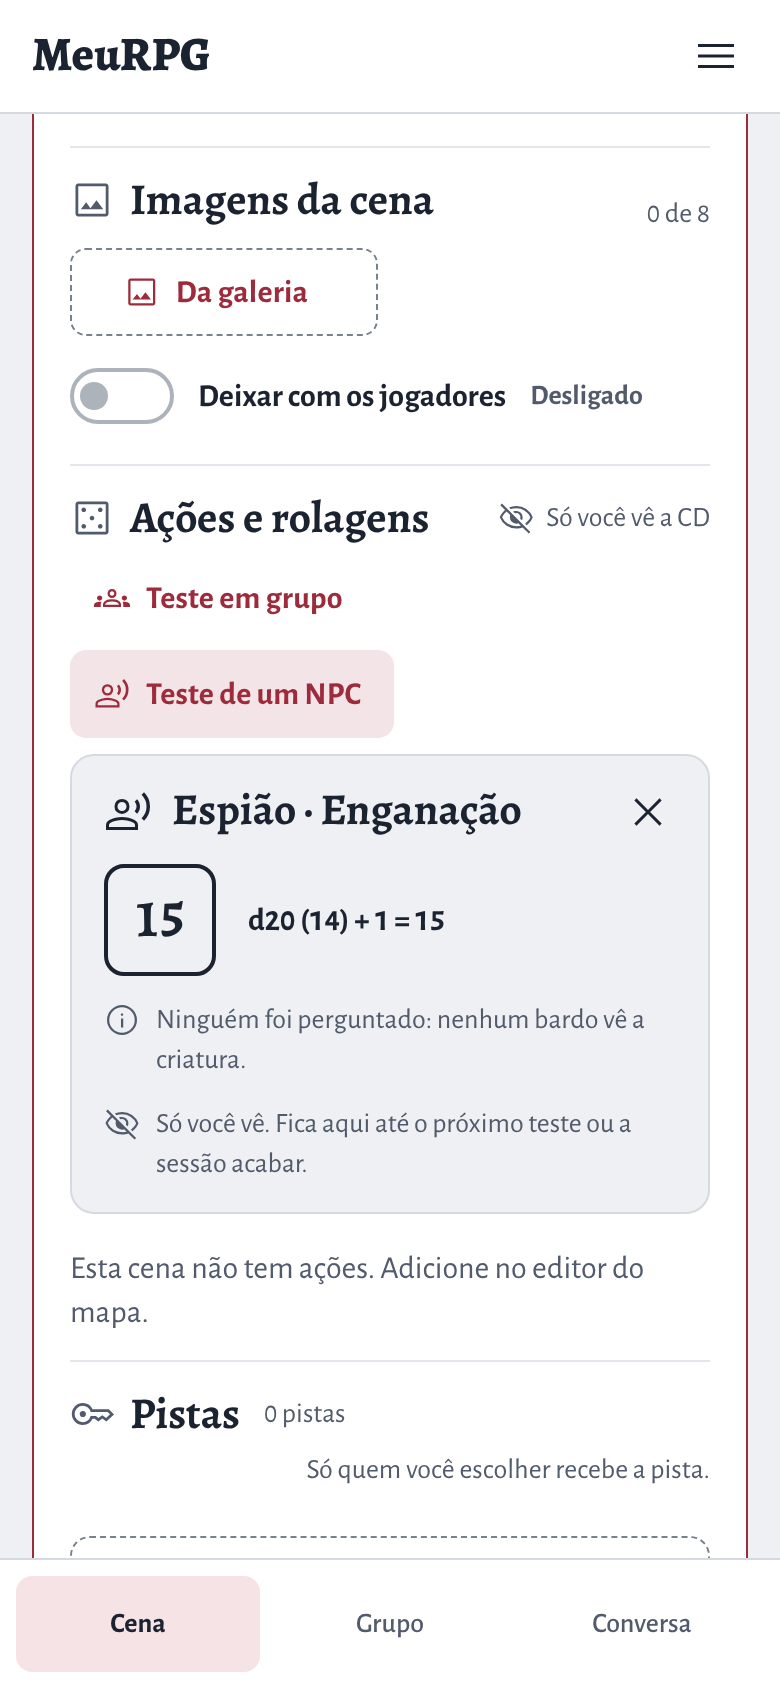 MeuRPG
Imagens da cena
0 de 8
Da galeria
Deixar com os jogadores Desligado
Ações e rolagens
Só você vê a CD
Teste em grupo
Teste de um NPC
Espião · Enganação
15
d20 (14) + 1 = 15
Ninguém foi perguntado: nenhum bardo vê a
criatura.
Só você vê. Fica aqui até o próximo teste ou a
sessão acabar.
Esta cena não tem ações. Adicione no editor do
mapa.
Pistas 0 pistas
Só quem você escolher recebe a pista.
Cena Grupo Conversa